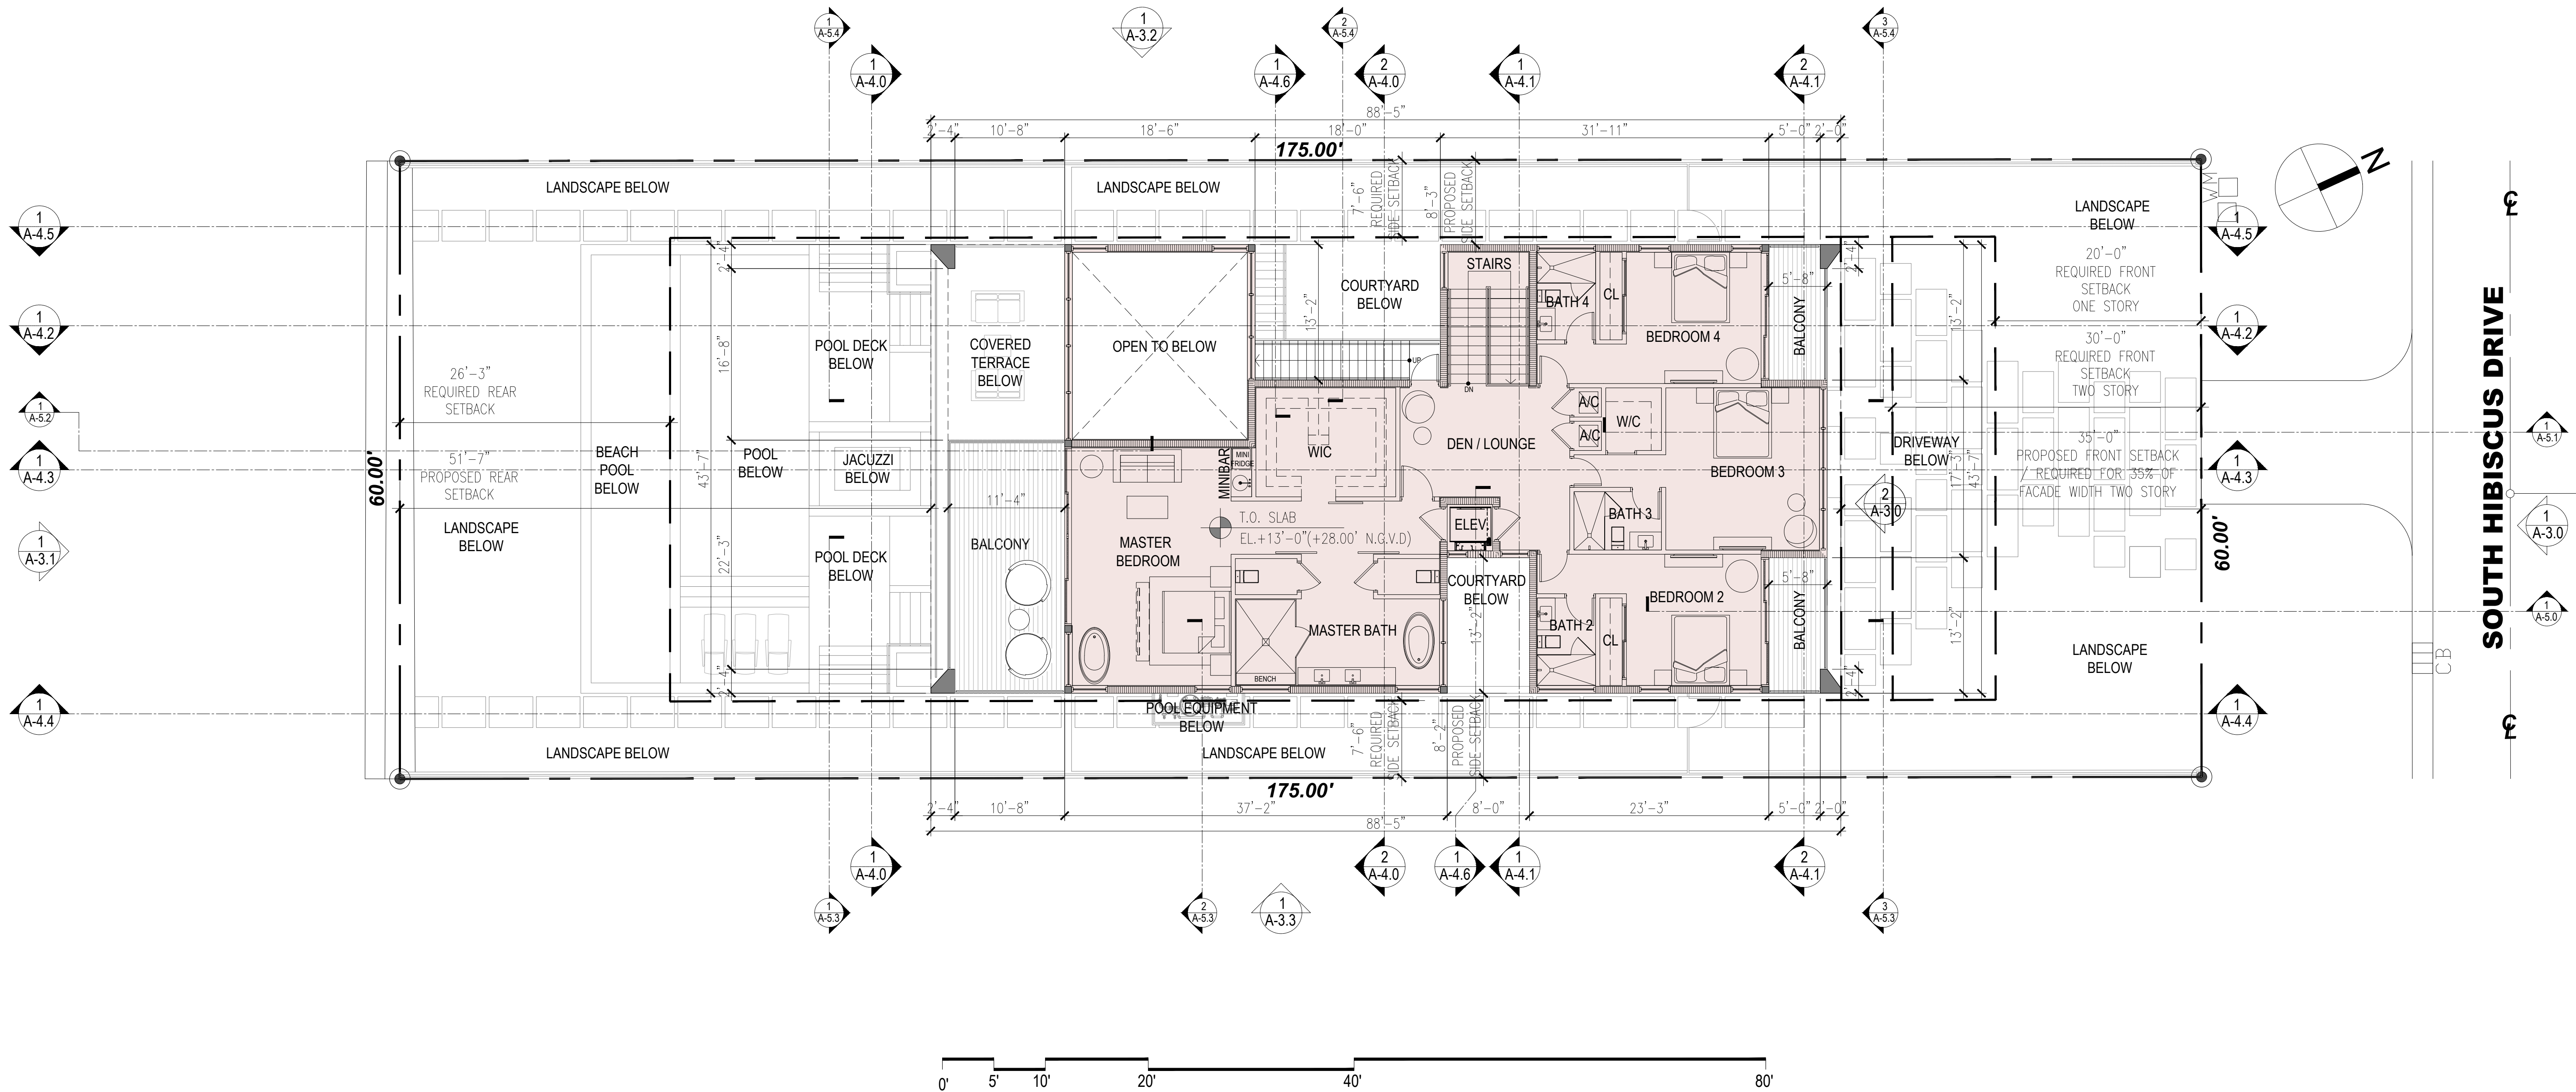 1
A-5.4
1
A-3.2
2
A-5.4
3
A-5.4
1
A-4.0
1
A-4.6
2
A-4.0
1
A-4.1
2
A-4.1
88'-5"
2'-4"
10'-8"
18'-6"
18'-0"
31'-11"
5'-0"
2'-0"
175.00'
N
LANDSCAPE BELOW
LANDSCAPE BELOW
7'-6"
REQUIRED
SIDE SETBACK
8'-3"
PROPOSED
SIDE SETBACK
WM
LANDSCAPE
BELOW
1
A-4.5
1
A-4.5
℄
20'-0"
REQUIRED FRONT
SETBACK
ONE STORY
2'-4"
2'-4"
STAIRS
COURTYARD
BELOW
BATH 4
CL
5'-8"
13'-2"
13'-2"
1
A-4.2
1
A-4.2
16'-8"
POOL DECK
BELOW
COVERED
TERRACE
BELOW
OPEN TO BELOW
UP
BEDROOM 4
BALCONY
30'-0"
REQUIRED FRONT
SETBACK
TWO STORY
SOUTH HIBISCUS DRIVE
26'-3"
REQUIRED REAR
SETBACK
DN
1
A-5.2
A/C
W/C
A/C
1
A-5.1
1
A-4.3
60.00'
51'-7"
PROPOSED REAR
SETBACK
BEACH
POOL
BELOW
43'-7"
POOL
BELOW
JACUZZI
BELOW
MINIBAR
MINI
FRIDGE
WIC
DEN / LOUNGE
BEDROOM 3
DRIVEWAY
BELOW
17'-3"
43'-7"
35'-0"
PROPOSED FRONT SETBACK
/ REQUIRED FOR 35% OF
FACADE WIDTH TWO STORY
1
A-4.3
11'-4"
2
A-3.0
T.O. SLAB
EL.+13'-0"(+28.00' N.G.V.D)
ELEV.
BATH 3
LANDSCAPE
BELOW
1
A-3.1
22'-3"
POOL DECK
BELOW
BALCONY
MASTER
BEDROOM
60.00'
1
A-3.0
COURTYARD
BELOW
5'-8"
BEDROOM 2
BALCONY
1
A-5.0
13'-2"
13'-2"
MASTER BATH
BATH 2
CL
LANDSCAPE
BELOW
CB
BENCH
2'-4"
2'-4"
1
A-4.4
POOL EQUIPMENT
BELOW
7'-6"
REQUIRED
SIDE SETBACK
8'-2"
PROPOSED
SIDE SETBACK
1
A-4.4
℄
LANDSCAPE BELOW
LANDSCAPE BELOW
175.00'
2'-4"
10'-8"
37'-2"
8'-0"
23'-3"
5'-0"
2'-0"
88'-5"
1
A-4.0
2
A-4.0
1
A-4.6
1
A-4.1
2
A-4.1
1
A-5.3
2
A-5.3
1
A-3.3
3
A-5.3
0'
5'
10'
20'
40'
80'